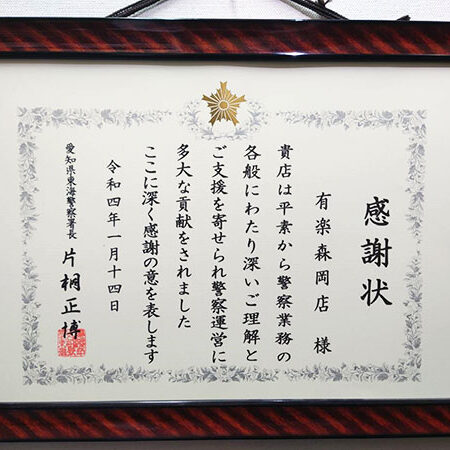 感謝状
有楽森岡店 様
貴店は平素から警察業務の
各般にわたり深いご理解と
ご支援を寄せられ警察運営に
多大な貢献をされました
ここに深く感謝の意を表します
令和四年一月十四日
愛知県東海警察署長 片桐正博